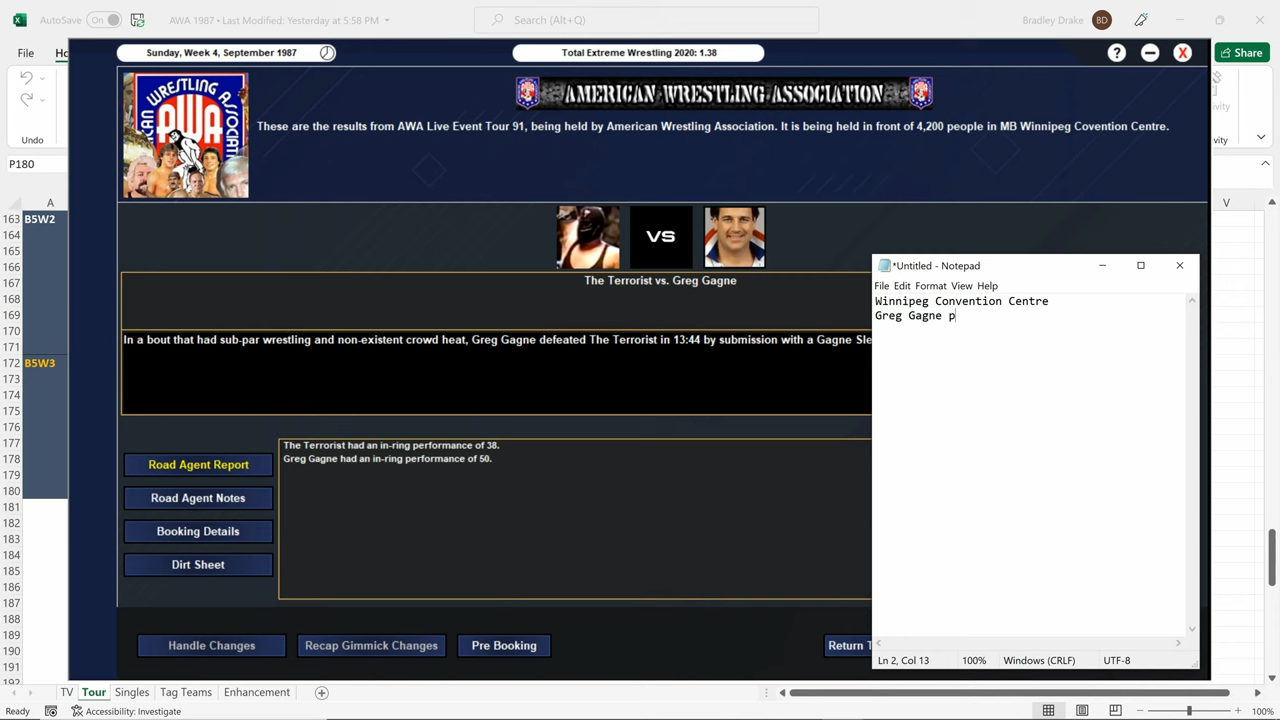 AutoSave
Off
AWA 1987 • Last Modified: Yesterday at 5:58 PM
Search (Alt+Q)
Bradley Drake
BD
File
Ho
Share
Sunday, Week 4, September 1987
Total Extreme Wrestling 2020: 1.38
?
X
Undo
AN WRESTLING ASSOCIATI
AWA
AMERICAN WRESTLING ASSOCIATION
These are the results from AWA Live Event Tour 91, being held by American Wrestling Association. It is being held in front of 4,200 people in MB Winnipeg Covention Centre.
tivity
vity
P180
A
V
163 B5W2
164
165
166
167
168
169
170
171
172 B5W3
173
174
175
176
177
178
179
180
181
182
183
184
185
186
187
188
189
190
191
192
VS
The Terrorist vs. Greg Gagne
In a bout that had sub-par wrestling and non-existent crowd heat, Greg Gagne defeated The Terrorist in 13:44 by submission with a Gagne Sle
Road Agent Report
Road Agent Notes
Booking Details
Dirt Sheet
The Terrorist had an in-ring performance of 38.
Greg Gagne had an in-ring performance of 50.
Handle Changes
Recap Gimmick Changes
Pre Booking
Return T
*Untitled - Notepad
File Edit Format View Help
Winnipeg Convention Centre
Greg Gagne p
Ln 2, Col 13
100%
Windows (CRLF)
UTF-8
TV
Tour
Singles
Tag Teams
Enhancement
Ready
Accessibility: Investigate
100%